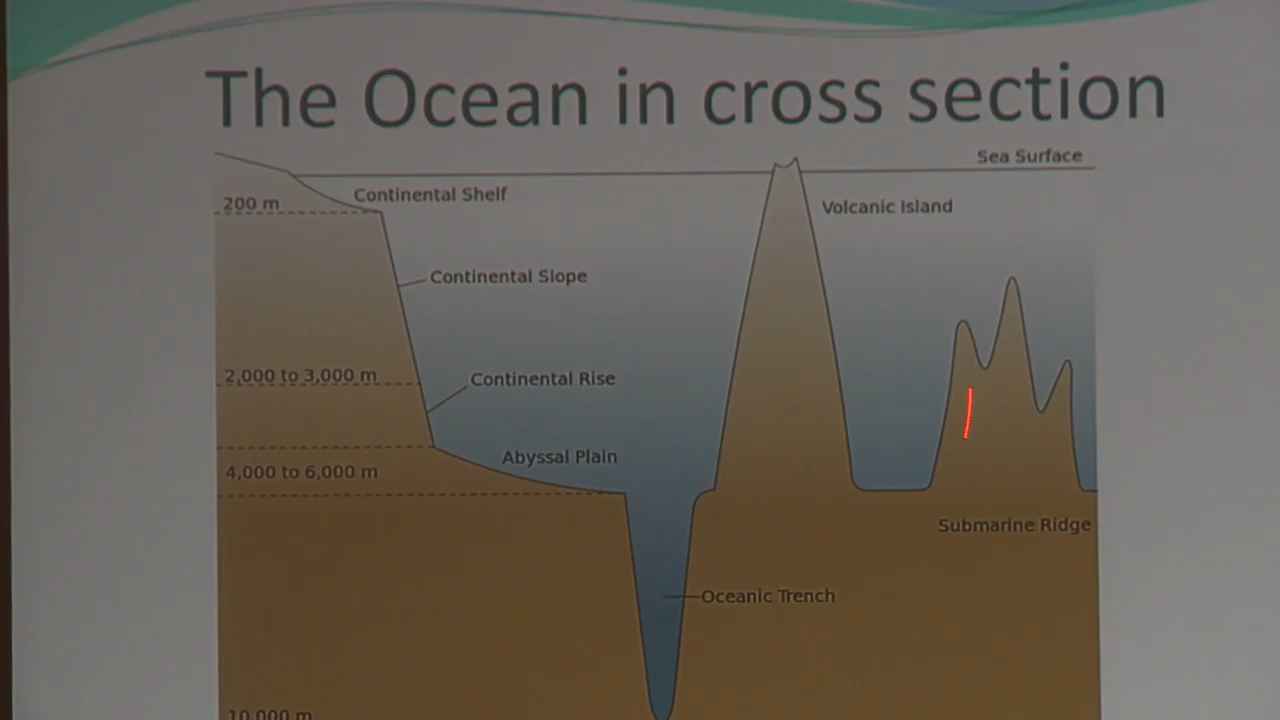 The Ocean in cross section
Sea Surface
Continental Shelf
200 m
Volcanic Island
Continental Slope
2,000 to 3,000 m
Continental Rise
Abyssal Plain
4,000 to 6,000 m
Submarine Ridge
Oceanic Trench
10,000 m